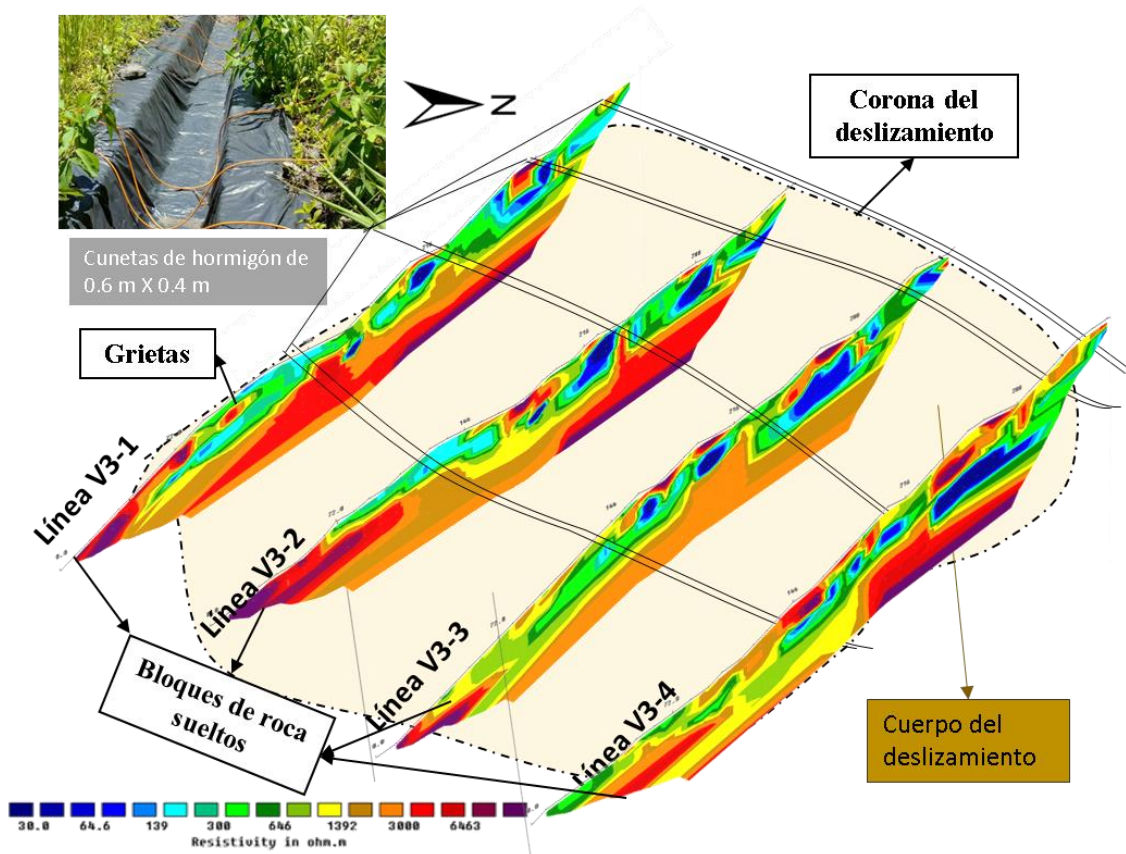 N
Corona del
deslizamiento
Cunetas de hormigón de
0.6 m X 0.4 m
Grietas
Línea V3-1
Línea V3-2
Línea V3-3
Línea V3-4
Bloques de roca
sueltos
Cuerpo del
deslizamiento
30.0 64.6 139 300 646 1392 3000 6463
Resistivity in ohm.m